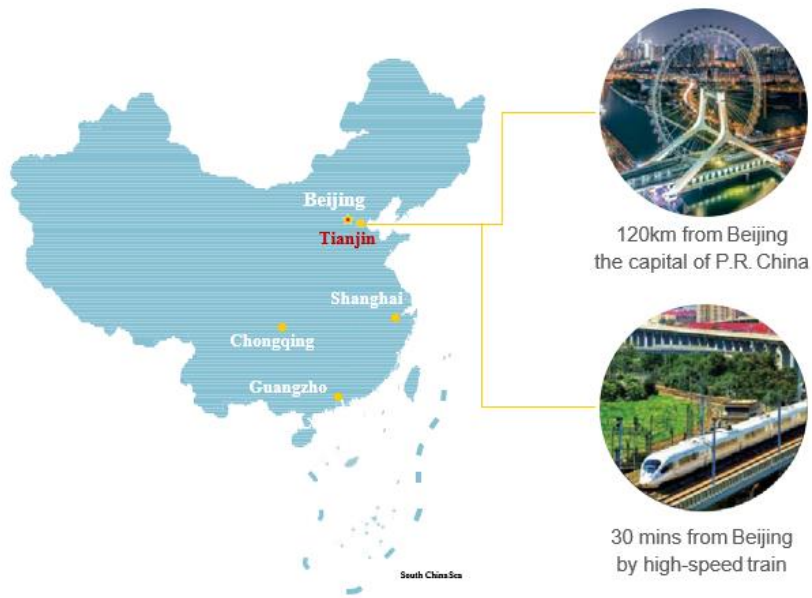 Beijing
Tianjin
Shanghai
Chongqing
Guangzho
South China Sea
120km from Beijing
the capital of P.R. China
30 mins from Beijing
by high-speed train